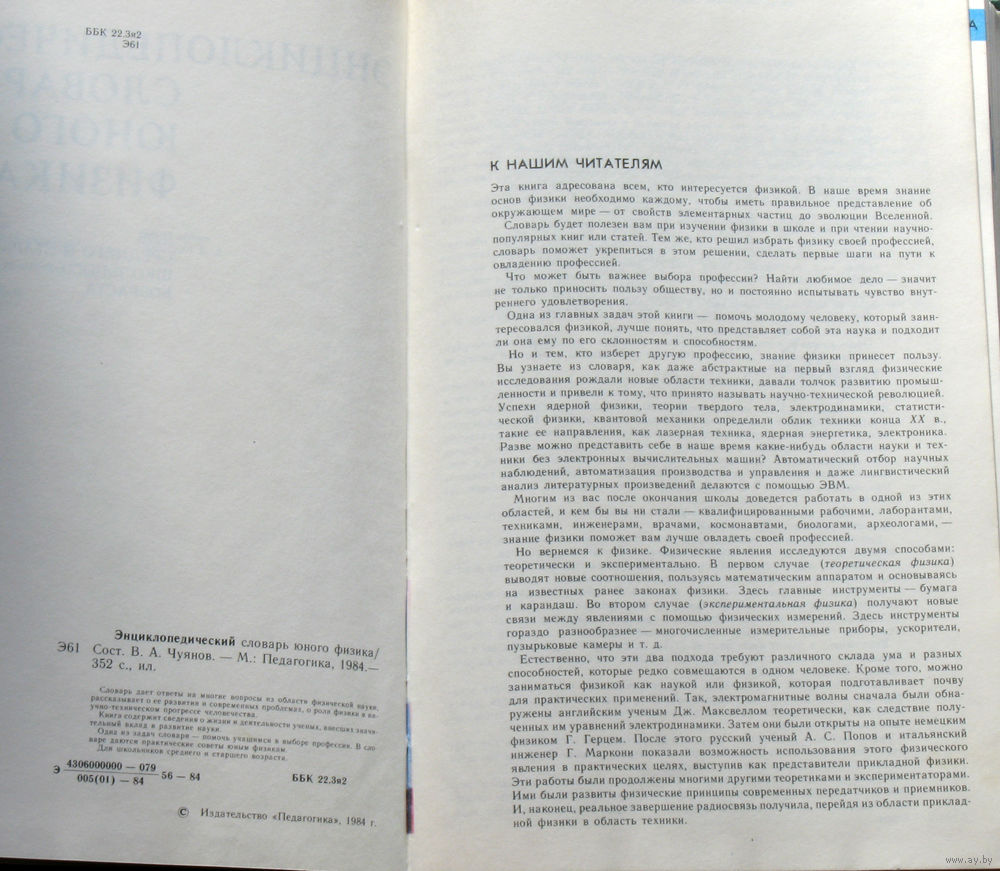 ББК 22.3я2
Э61
Энциклопедический словарь юного физика/
Э61 Сост. В. А. Чуянов. — М.: Педагогика, 1984.—
352 с., ил.
Словарь дает ответы на многие вопросы из области физической науки,
рассказывает о ее развитии и современных проблемах, о роли физики в на-
учно-техническом прогрессе человечества.
Книга содержит сведения о жизни и деятельности ученых, внесших значи-
тельный вклад в развитие науки.
Одна из задач словаря — помочь учащимся в выборе профессии. В сло-
варе даются практические советы юным физикам.
Для школьников среднего и старшего возраста.
Э 4306000000 — 079
005(01) — 84
56 — 84
ББК 22.3я2
© Издательство «Педагогика», 1984 г.
К НАШИМ ЧИТАТЕЛЯМ
Эта книга адресована всем, кто интересуется физикой. В наше время знание
основ физики необходимо каждому, чтобы иметь правильное представление об
окружающем мире — от свойств элементарных частиц до эволюции Вселенной.
Словарь будет полезен вам при изучении физики в школе и при чтении научно-
популярных книг или статей. Тем же, кто решил избрать физику своей профессией,
словарь поможет укрепиться в этом решении, сделать первые шаги на пути к
овладению профессией.
Что может быть важнее выбора профессии? Найти любимое дело — значит
не только приносить пользу обществу, но и постоянно испытывать чувство внут-
реннего удовлетворения.
Одна из главных задач этой книги — помочь молодому человеку, который заин-
тересовался физикой, лучше понять, что представляет собой эта наука и подходит
ли она ему по его склонностям и способностям.
Но и тем, кто изберет другую профессию, знание физики принесет пользу.
Вы узнаете из словаря, как даже абстрактные на первый взгляд физические
исследования рождали новые области техники, давали толчок развитию промыш-
ленности и привели к тому, что принято называть научно-технической революцией.
Успехи ядерной физики, теории твердого тела, электродинамики, статисти-
ческой физики, квантовой механики определили облик техники конца XX в.,
такие ее направления, как лазерная техника, ядерная энергетика, электроника.
Разве можно представить себе в наше время какие-нибудь области науки и тех-
ники без электронных вычислительных машин? Автоматический отбор научных
наблюдений, автоматизация производства и управления и даже лингвистический
анализ литературных произведений делаются с помощью ЭВМ.
Многим из вас после окончания школы доведется работать в одной из этих
областей, и кем бы вы ни стали — квалифицированными рабочими, лаборантами,
техниками, инженерами, врачами, космонавтами, биологами, археологами, —
знание физики поможет вам лучше овладеть своей профессией.
Но вернемся к физике. Физические явления исследуются двумя способами:
теоретически и экспериментально. В первом случае (теоретическая физика)
выводят новые соотношения, пользуясь математическим аппаратом и основываясь
на известных ранее законах физики. Здесь главные инструменты — бумага
и карандаш. Во втором случае (экспериментальная физика) получают новые
связи между явлениями с помощью физических измерений. Здесь инструменты
гораздо разнообразнее — многочисленные измерительные приборы, ускорители,
пузырьковые камеры и т. д.
Естественно, что эти два подхода требуют различного склада ума и разных
способностей, которые редко совмещаются в одном человеке. Кроме того, можно
заниматься физикой как наукой или физикой, которая подготавливает почву
для практических применений. Так, электромагнитные волны сначала были обна-
ружены английским ученым Дж. Максвеллом теоретически, как следствие полу-
ченных им уравнений электродинамики. Затем они были открыты на опыте немецким
физиком Г. Герцем. После этого русский ученый А. С. Попов и итальянский
инженер Г. Маркони показали возможность использования этого физического
явления в практических целях, выступив как представители прикладной физики.
Эти работы были продолжены многими другими теоретиками и экспериментаторами.
Ими были развиты физические принципы современных передатчиков и приемников.
И, наконец, реальное завершение радиосвязь получила, перейдя из области приклад-
ной физики в область техники.
www.ay.by